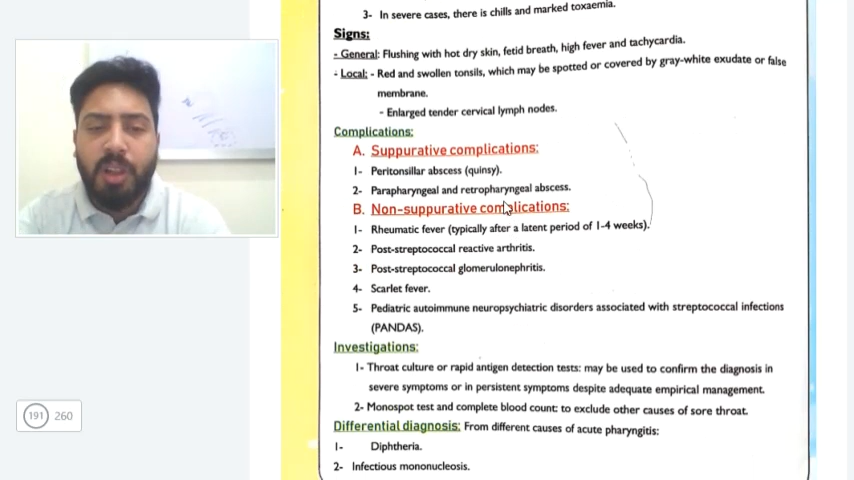 3- In severe cases, there is chills and marked toxaemia.
Signs:
- General: Flushing with hot dry skin, fetid breath, high fever and tachycardia.
- Local: - Red and swollen tonsils, which may be spotted or covered by gray-white exudate or false
membrane.
- Enlarged tender cervical lymph nodes.
Complications:
A. Suppurative complications:
1- Peritonsillar abscess (quinsy).
2- Parapharyngeal and retropharyngeal abscess.
B. Non-suppurative complications:
1- Rheumatic fever (typically after a latent period of 1-4 weeks).
2- Post-streptococcal reactive arthritis.
3- Post-streptococcal glomerulonephritis.
4- Scarlet fever.
5- Pediatric autoimmune neuropsychiatric disorders associated with streptococcal infections
(PANDAS).
Investigations:
1- Throat culture or rapid antigen detection tests: may be used to confirm the diagnosis in
severe symptoms or in persistent symptoms despite adequate empirical management.
2- Monospot test and complete blood count: to exclude other causes of sore throat.
Differential diagnosis: From different causes of acute pharyngitis:
1- Diphtheria.
2- Infectious mononucleosis.
191 260